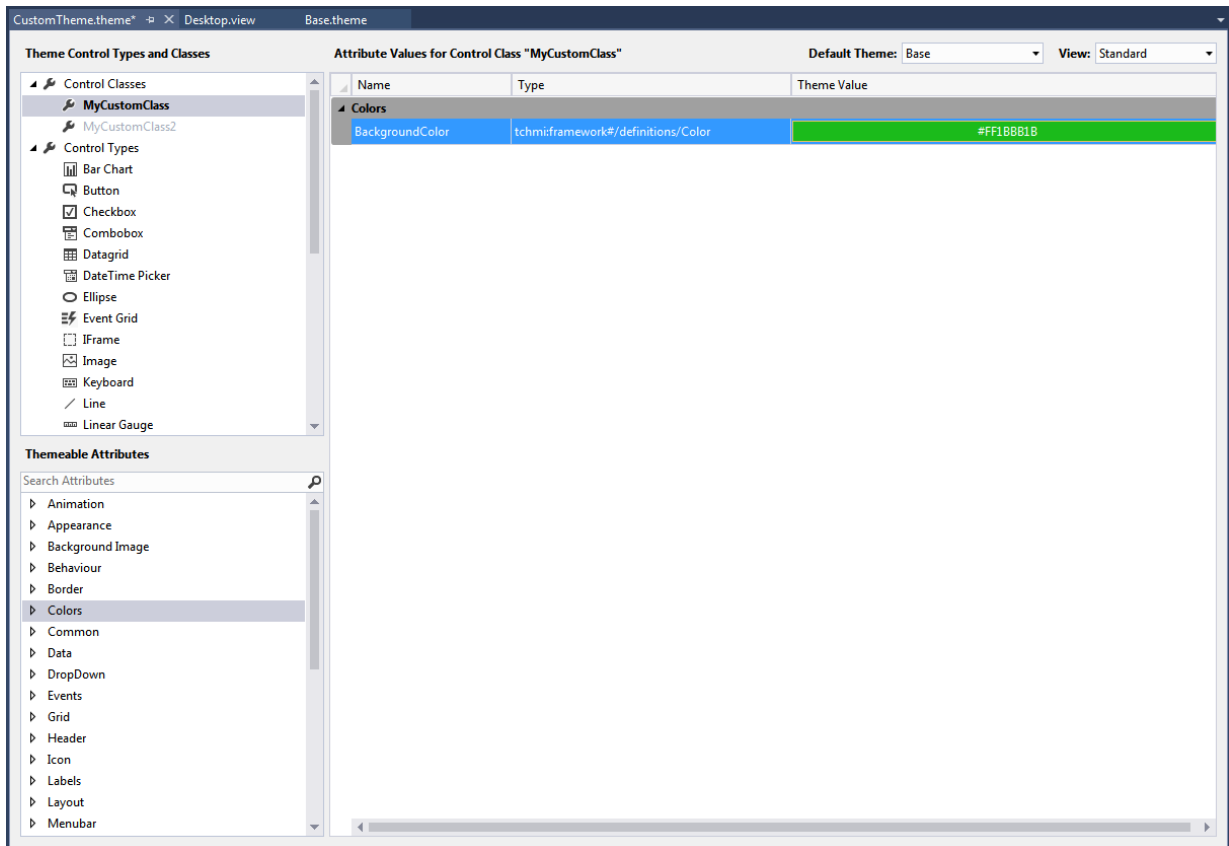 CustomTheme.theme* Desktop.view Base.theme
Theme Control Types and Classes
Control Classes
MyCustomClass
MyCustomClass2
Control Types
Bar Chart
Button
Checkbox
Combobox
Datagrid
DateTime Picker
Ellipse
Event Grid
IFrame
Image
Keyboard
Line
Linear Gauge
Themeable Attributes
Search Attributes
Animation
Appearance
Background Image
Behaviour
Border
Colors
Common
Data
DropDown
Events
Grid
Header
Icon
Labels
Layout
Menubar
Attribute Values for Control Class "MyCustomClass" Default Theme: Base View: Standard
Name Type Theme Value
Colors
BackgroundColor tchmi:framework#/definitions/Color #FF1BBB1B